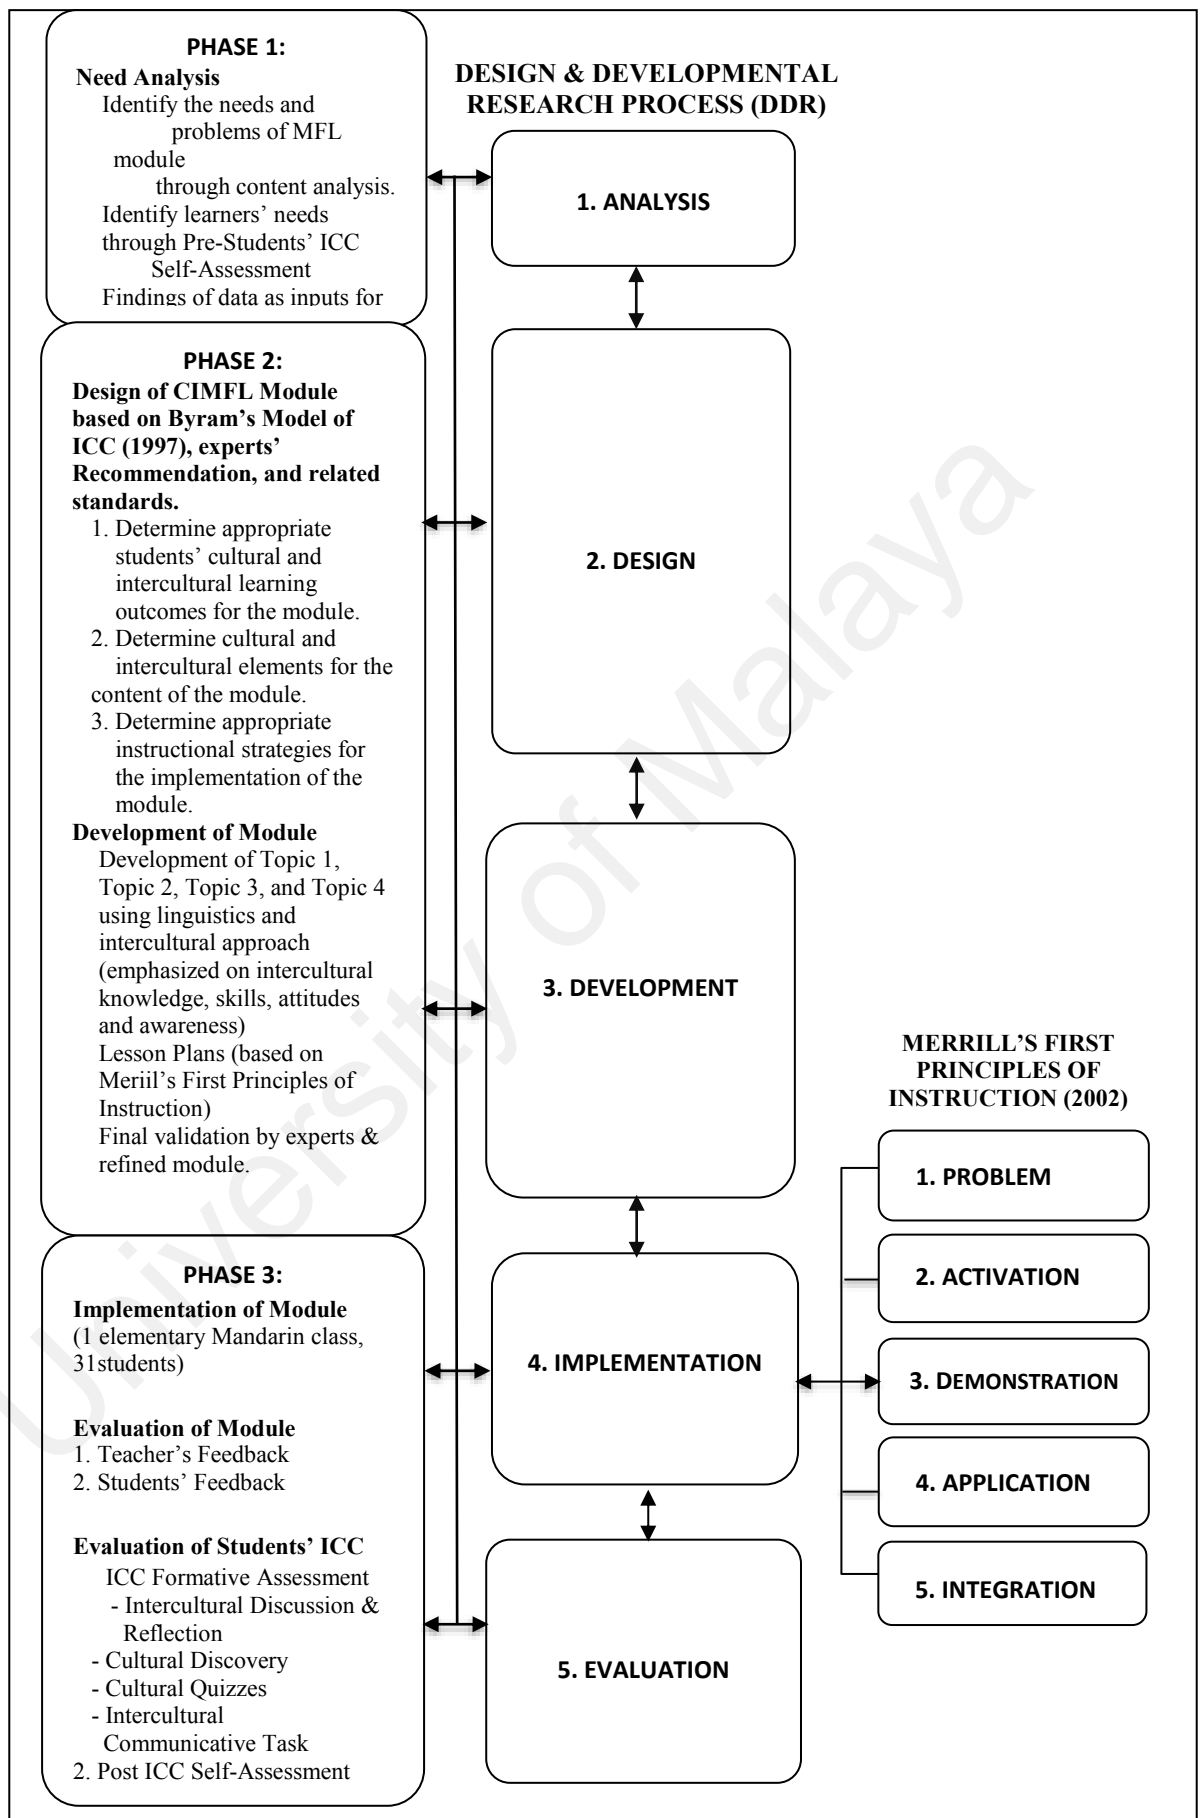 PHASE 1:
Need Analysis
Identify the needs and
problems of MFL
module
through content analysis.
Identify learners’ needs
through Pre-Students’ ICC
Self-Assessment
Findings of data as inputs for
DESIGN & DEVELOPMENTAL
RESEARCH PROCESS (DDR)
1. ANALYSIS
PHASE 2:
Design of CIMFL Module
based on Byram’s Model of
ICC (1997), experts’
Recommendation, and related
standards.
1. Determine appropriate
students’ cultural and
intercultural learning
outcomes for the module.
2. Determine cultural and
intercultural elements for the
content of the module.
3. Determine appropriate
instructional strategies for
the implementation of the
module.
Development of Module
Development of Topic 1,
Topic 2, Topic 3, and Topic 4
using linguistics and
intercultural approach
(emphasized on intercultural
knowledge, skills, attitudes
and awareness)
Lesson Plans (based on
Meriil’s First Principles of
Instruction)
Final validation by experts &
refined module.
2. DESIGN
3. DEVELOPMENT
PHASE 3:
Implementation of Module
(1 elementary Mandarin class,
31students)
Evaluation of Module
1. Teacher’s Feedback
2. Students’ Feedback
Evaluation of Students’ ICC
ICC Formative Assessment
- Intercultural Discussion &
Reflection
- Cultural Discovery
- Cultural Quizzes
- Intercultural
Communicative Task
2. Post ICC Self-Assessment
4. IMPLEMENTATION
5. EVALUATION
MERRILL’S FIRST
PRINCIPLES OF
INSTRUCTION (2002)
1. PROBLEM
2. ACTIVATION
3. DEMONSTRATION
4. APPLICATION
5. INTEGRATION
University of Malaya